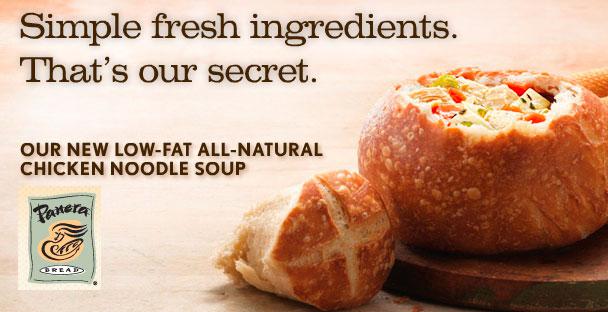 Simple fresh ingredients.
That's our secret.
OUR NEW LOW-FAT ALL-NATURAL
CHICKEN NOODLE SOUP
Panera
BREAD
®